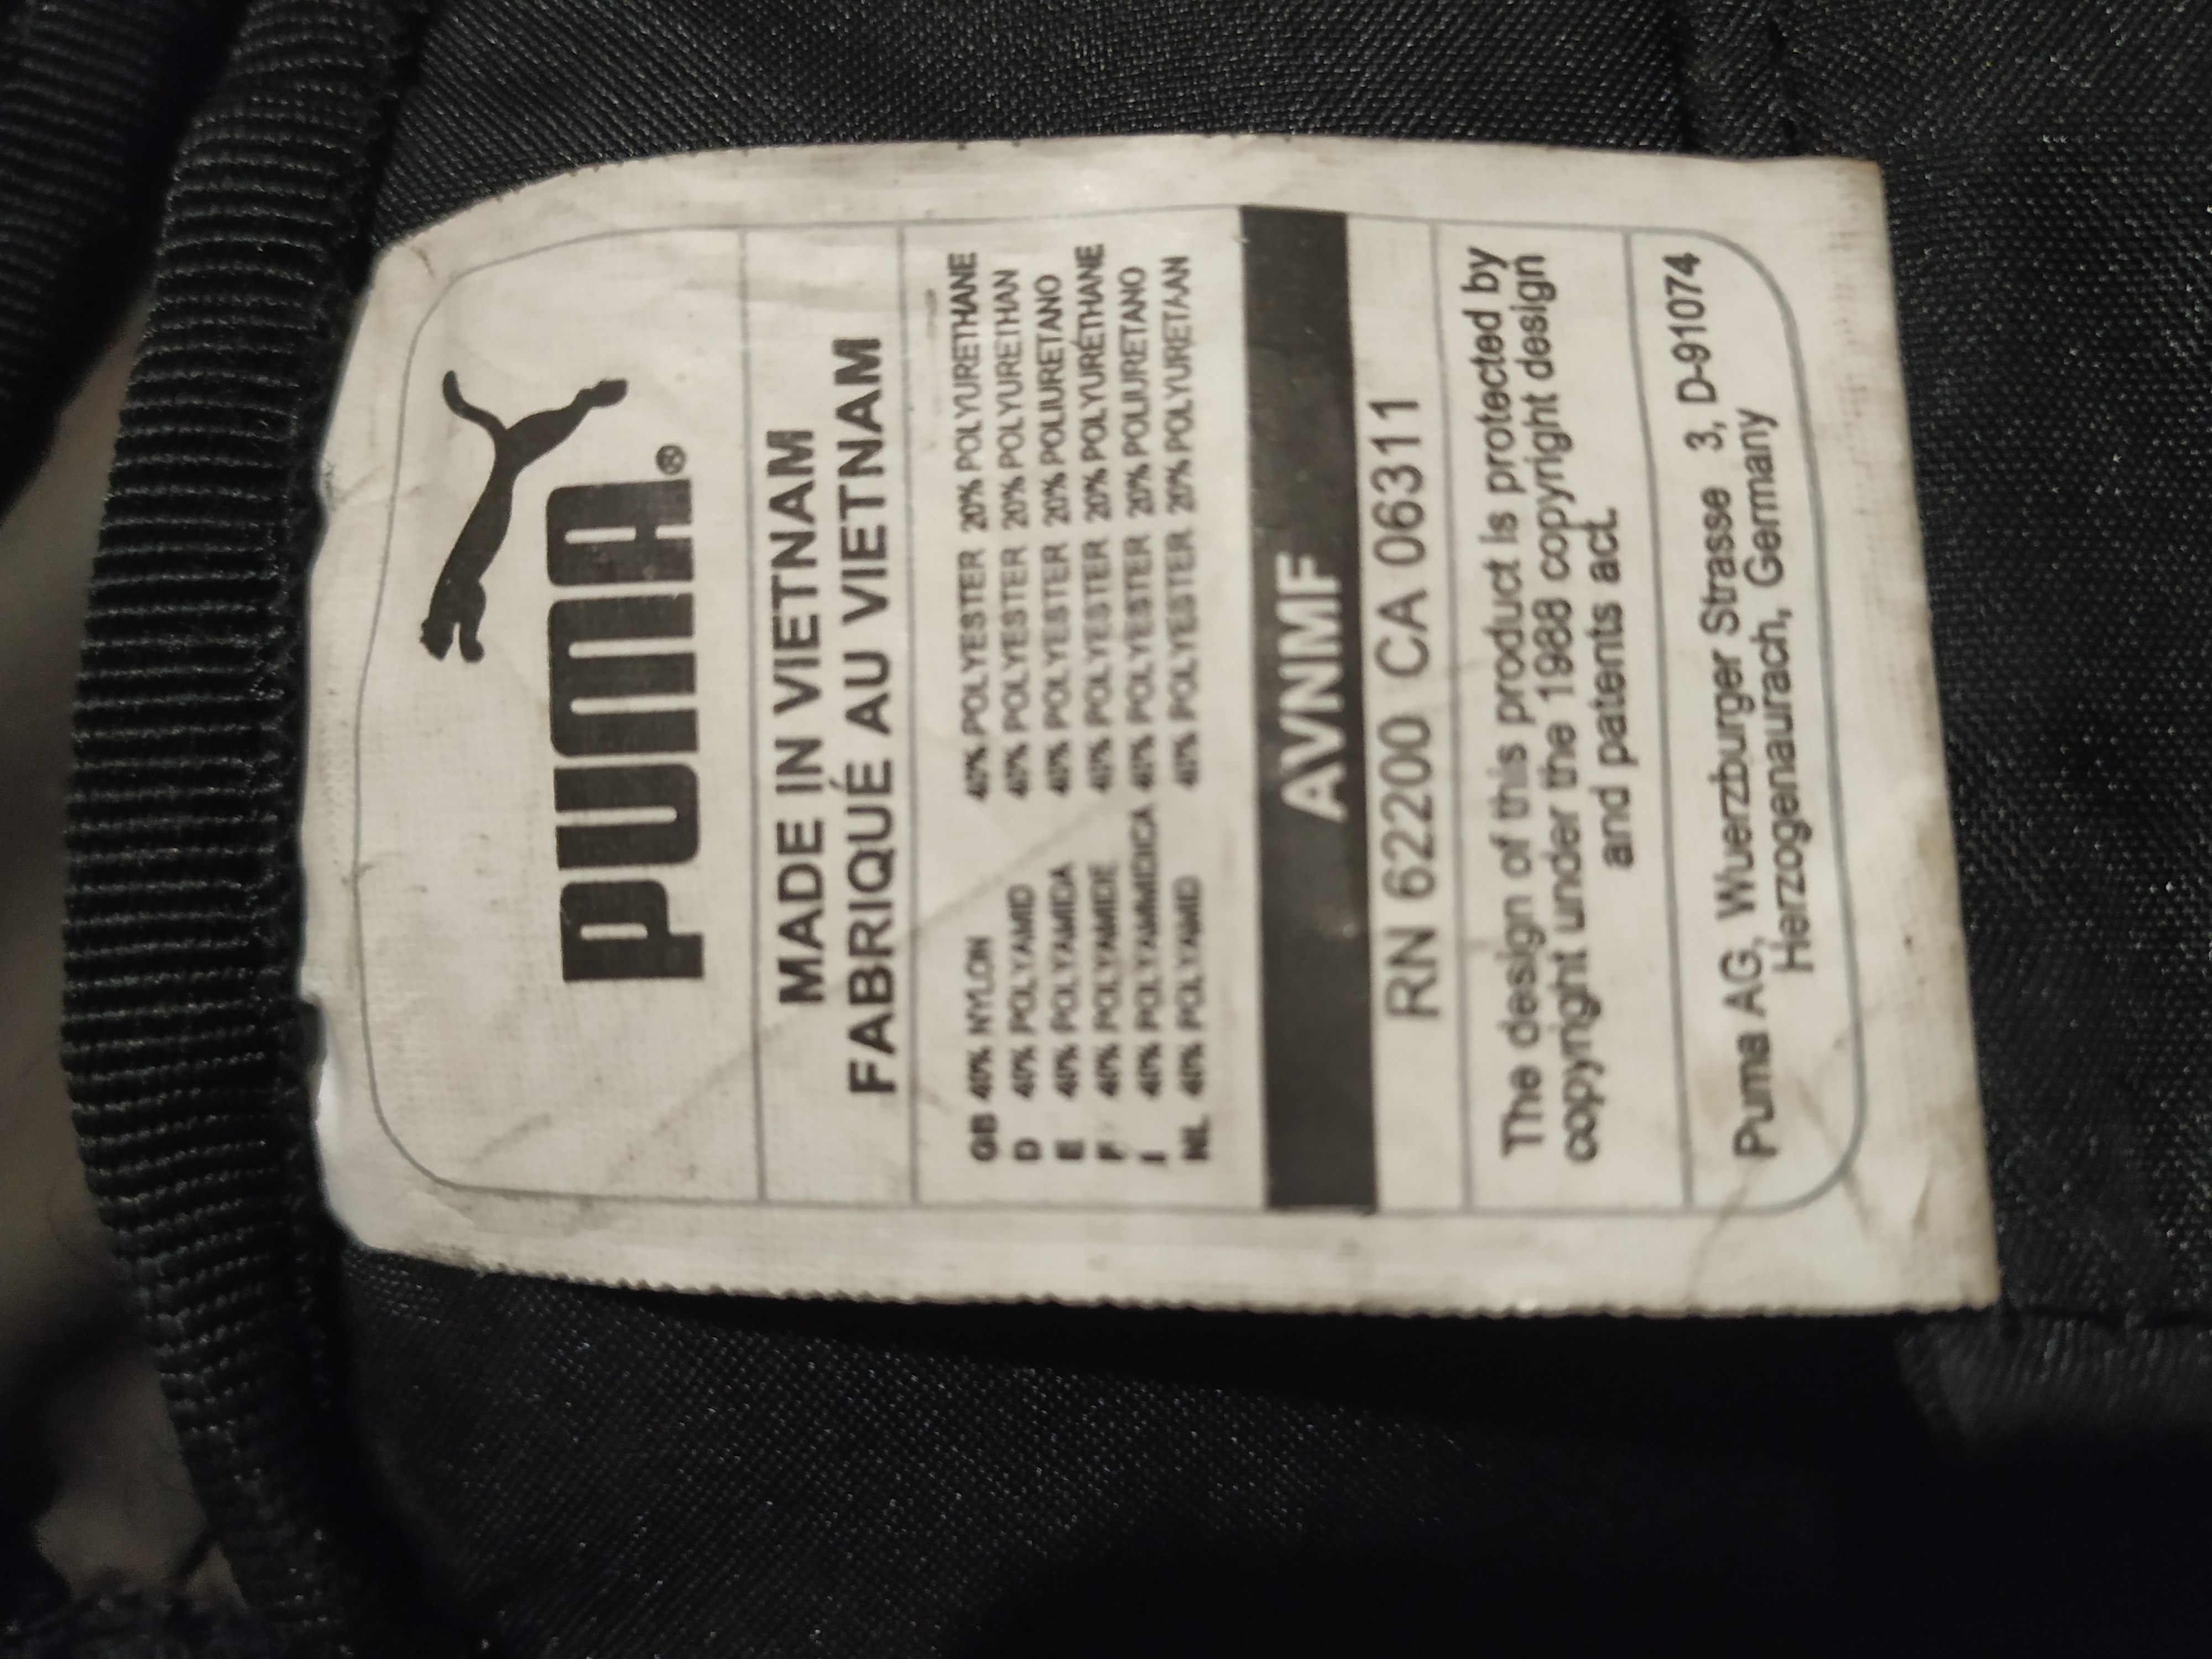 PUMA®
MADE IN VIETNAM
FABRIQUÉ AU VIETNAM
GB 40% NYLON 40% POLYESTER 20% POLYURETHANE
D 40% POLYAMID 40% POLYESTER 20% POLYURETHAN
E 40% POLYAMIDA 40% POLYESTER 20% POLIURETANO
F 40% POLYAMIDE 40% POLYESTER 20% POLYURÉTHANE
I 40% POLYAMMIDICA 40% POLYESTER 20% POLIURETANO
NL 40% POLYAMID 40% POLYESTER 20% POLYURETAAN
AVNMF
RN 62200 CA 06311
The design of this product is protected by
copyright under the 1988 copyright design
and patents act.
Puma AG, Wuerzburger Strasse 3, D-91074
Herzogenaurach, Germany